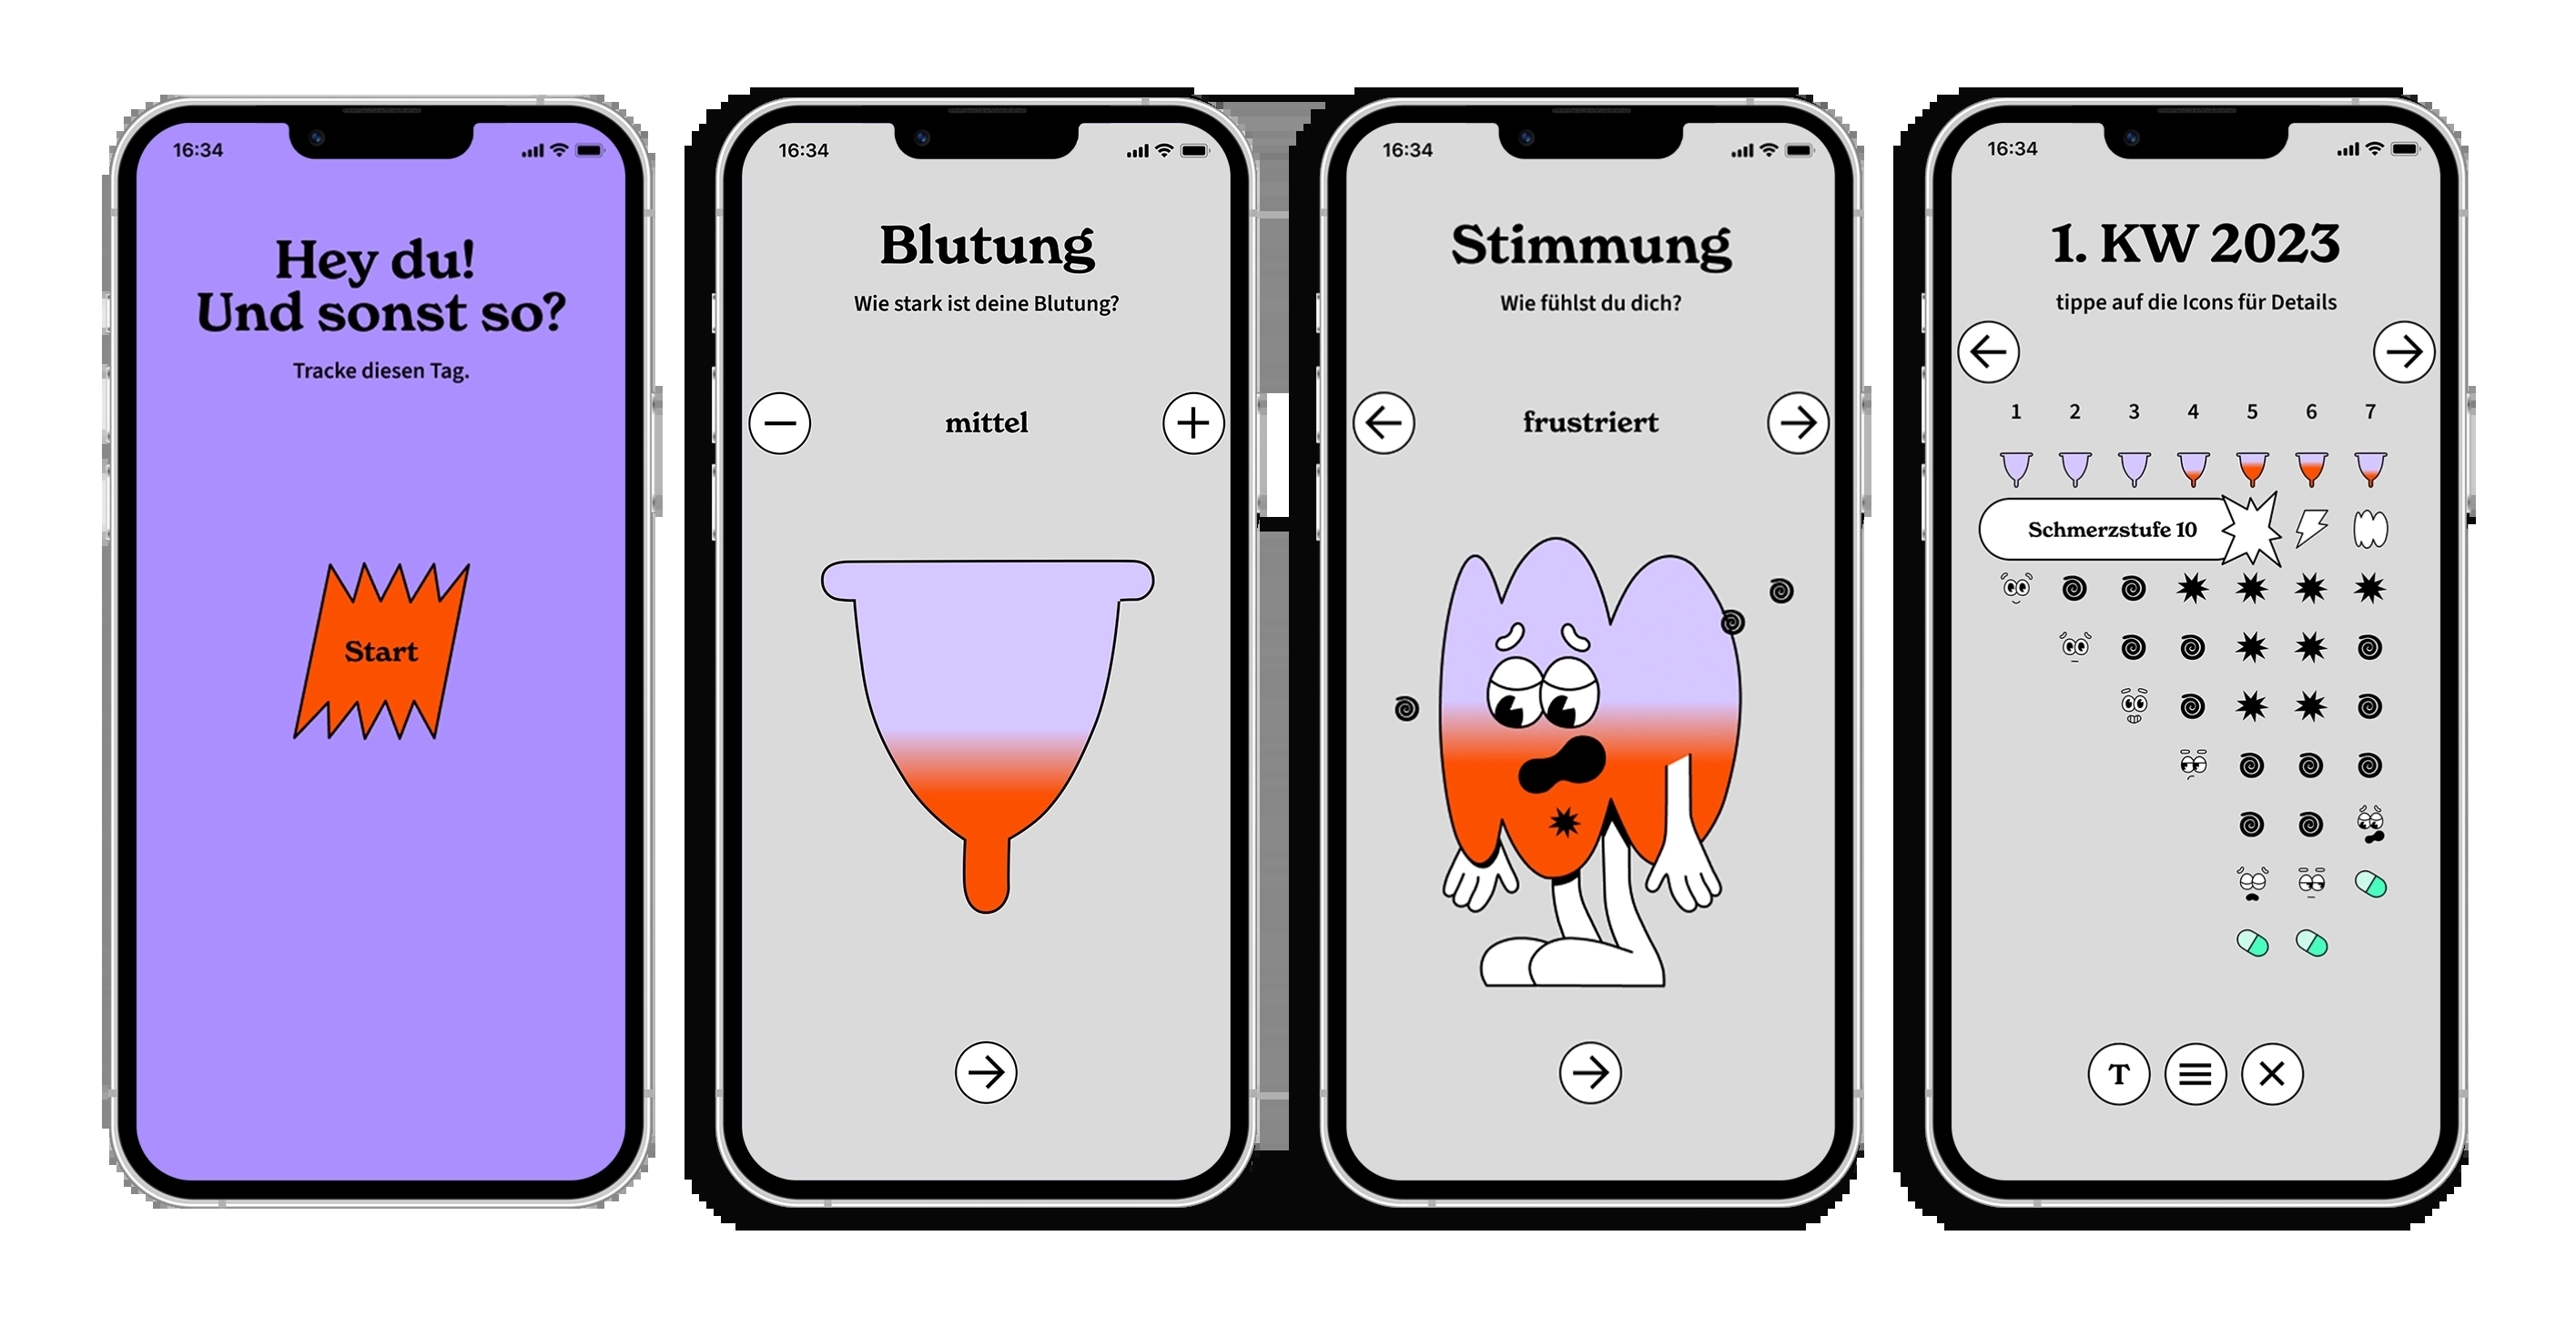 16:34
Hey du!
Und sonst so?
Tracke diesen Tag.
Start
16:34
Blutung
Wie stark ist deine Blutung?
mittel
16:34
Stimmung
Wie fühlst du dich?
frustriert
16:34
1. KW 2023
tippe auf die Icons für Details
1 2 3 4 5 6 7
Schmerzstufe 10
T